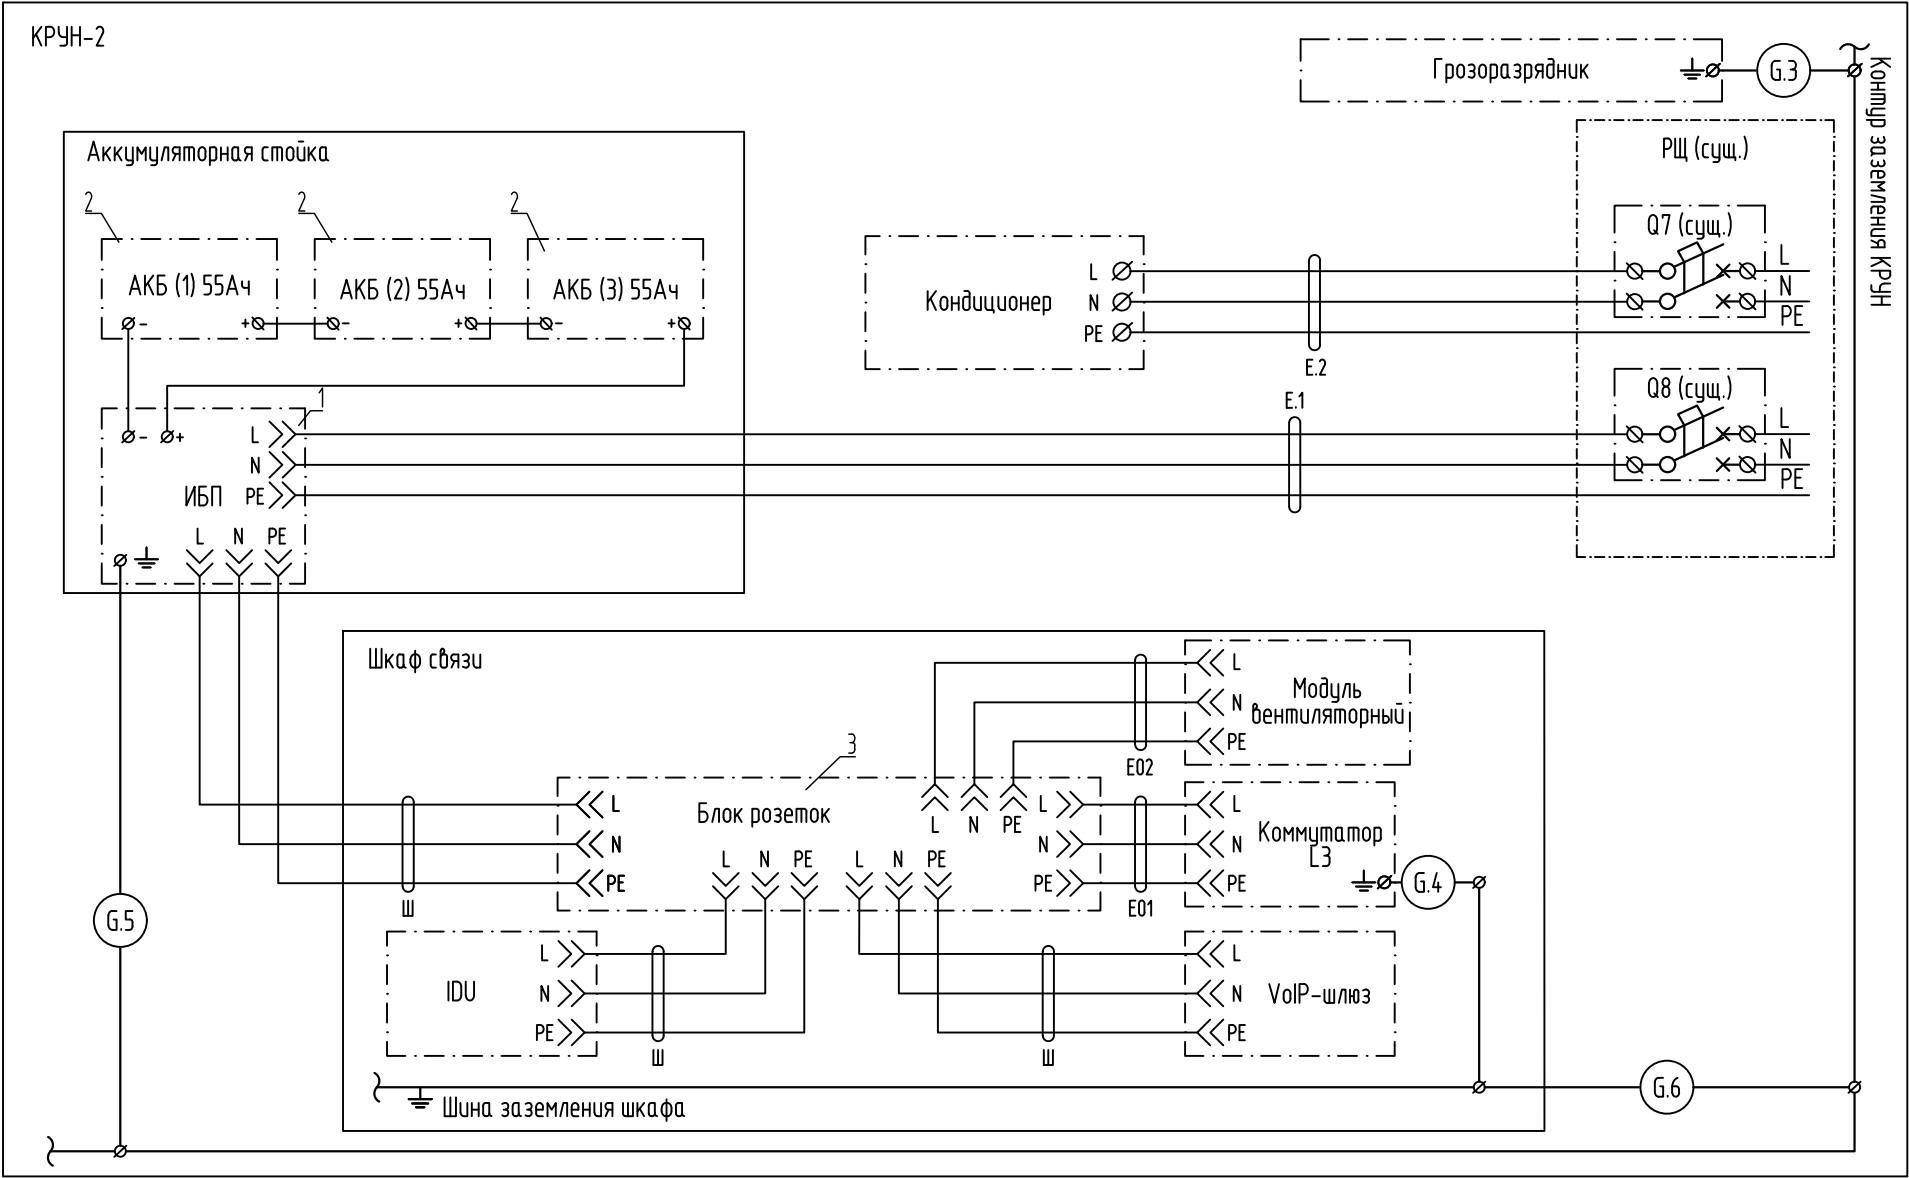 КРУН-2
Грозоразрядник
G.3
Контур заземления КРУН
Аккумуляторная стойка
РЩ (сущ.)
2
2
2
АКБ (1) 55Ач
АКБ (2) 55Ач
АКБ (3) 55Ач
- +
- +
- +
Кондиционер
L
N
PE
E.2
Q7 (сущ.)
L
N
PE
E.1
Q8 (сущ.)
L
N
PE
1
- +
L
N
PE
ИБП
L N PE
G.5
Шкаф связи
L
N
PE
Модуль
вентиляторный
E02
3
Блок розеток
L
N
PE
Ш
L N PE
L
N
PE
E01
L
N
PE
Коммутатор
L3
G.4
L N PE
L N PE
IDU
L
N
PE
Ш
Ш
L
N
PE
VoIP-шлюз
Шина заземления шкафа
G.6